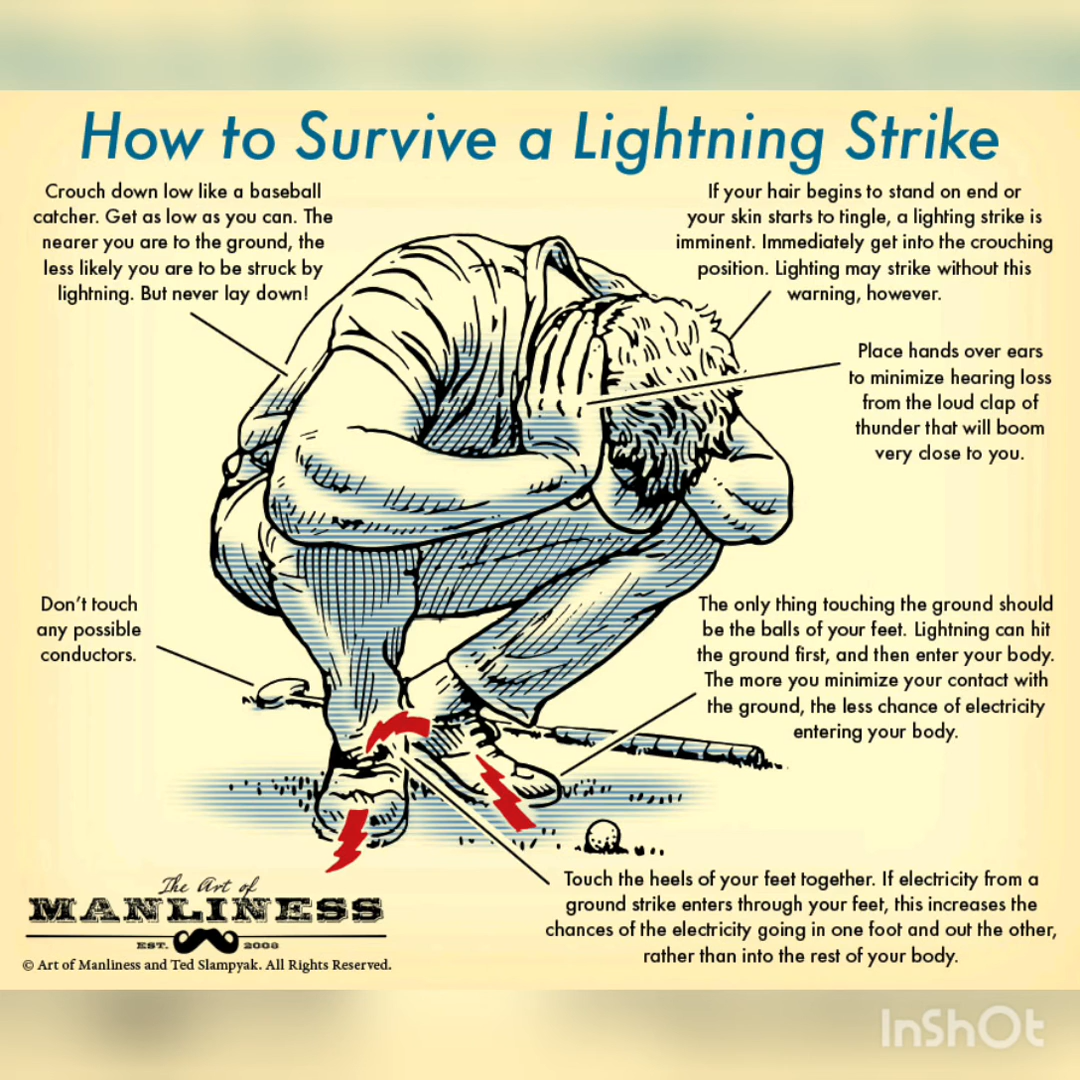 How to Survive a Lightning Strike
Crouch down low like a baseball
catcher. Get as low as you can. The
nearer you are to the ground, the
less likely you are to be struck by
lightning. But never lay down!
If your hair begins to stand on end or
your skin starts to tingle, a lighting strike is
imminent. Immediately get into the crouching
position. Lighting may strike without this
warning, however.
Place hands over ears
to minimize hearing loss
from the loud clap of
thunder that will boom
very close to you.
Don't touch
any possible
conductors.
The only thing touching the ground should
be the balls of your feet. Lightning can hit
the ground first, and then enter your body.
The more you minimize your contact with
the ground, the less chance of electricity
entering your body.
Touch the heels of your feet together. If electricity from a
ground strike enters through your feet, this increases the
chances of the electricity going in one foot and out the other,
rather than into the rest of your body.
The Art of
MANLINESS
EST. 2008
© Art of Manliness and Ted Slampyak. All Rights Reserved.
InShOt